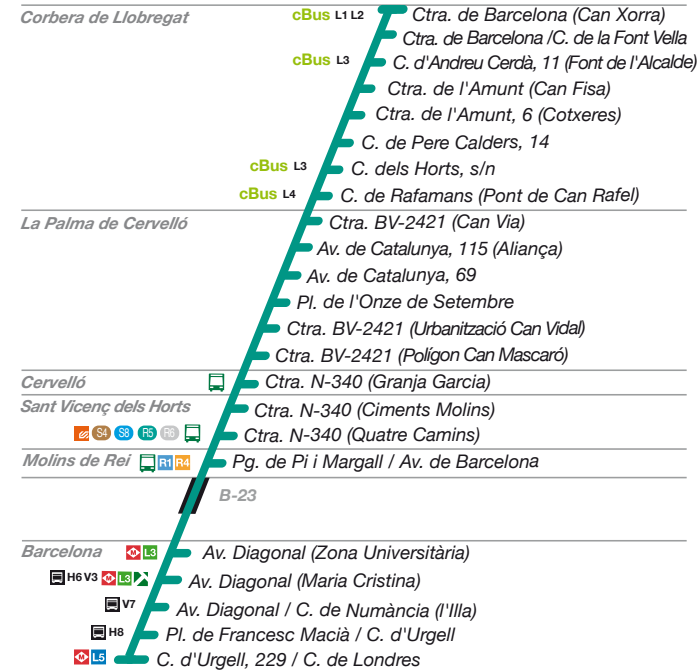 Corbera de Llobregat cBus L1 L2 Ctra. de Barcelona (Can Xorra)
Ctra. de Barcelona /C. de la Font Vella
cBus L3 C. d'Andreu Cerdà, 11 (Font de l'Alcalde)
Ctra. de l'Amunt (Can Fisa)
Ctra. de l'Amunt, 6 (Cotxeres)
C. de Pere Calders, 14
cBus L3 C. dels Horts, s/n
cBus L4 C. de Rafamans (Pont de Can Rafel)
La Palma de Cervelló Ctra. BV-2421 (Can Via)
Av. de Catalunya, 115 (Aliança)
Av. de Catalunya, 69
Pl. de l'Onze de Setembre
Ctra. BV-2421 (Urbanització Can Vidal)
Ctra. BV-2421 (Polígon Can Mascaró)
Cervelló Ctra. N-340 (Granja Garcia)
Sant Vicenç dels Horts Ctra. N-340 (Ciments Molins)
S4 S8 R5 R6 Ctra. N-340 (Quatre Camins)
Molins de Rei R1 R4 Pg. de Pi i Margall / Av. de Barcelona
B-23
Barcelona M L3 Av. Diagonal (Zona Universitària)
H6 V3 M L3 Av. Diagonal (Maria Cristina)
V7 Av. Diagonal / C. de Numància (l'Illa)
H8 Pl. de Francesc Macià / C. d'Urgell
M L5 C. d'Urgell, 229 / C. de Londres